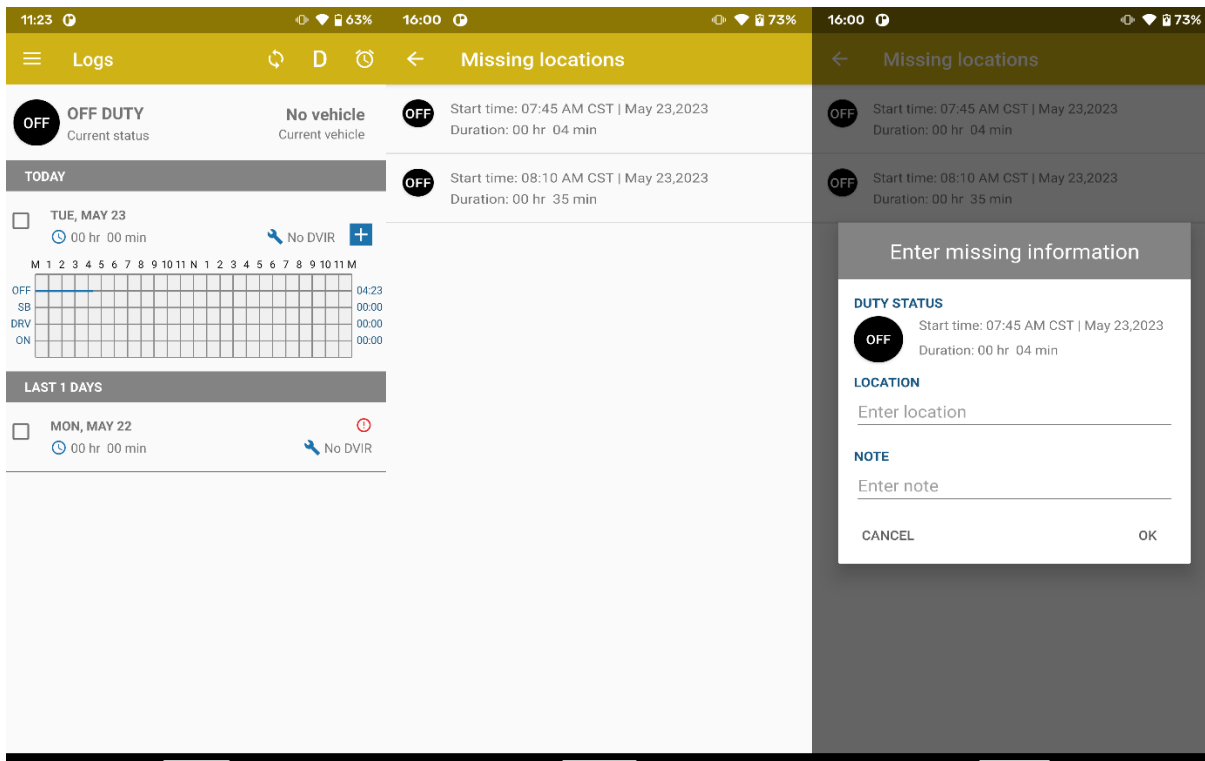 11:23 63%
Logs D
OFF OFF DUTY No vehicle
Current status Current vehicle
TODAY
TUE, MAY 23
00 hr 00 min No DVIR +
M 1 2 3 4 5 6 7 8 9 10 11 N 1 2 3 4 5 6 7 8 9 10 11 M
OFF 04:23
SB 00:00
DRV 00:00
ON 00:00
LAST 1 DAYS
MON, MAY 22
00 hr 00 min No DVIR
16:00 73%
Missing locations
OFF Start time: 07:45 AM CST | May 23,2023
Duration: 00 hr 04 min
OFF Start time: 08:10 AM CST | May 23,2023
Duration: 00 hr 35 min
16:00 73%
Missing locations
OFF Start time: 07:45 AM CST | May 23,2023
Duration: 00 hr 04 min
OFF Start time: 08:10 AM CST | May 23,2023
Duration: 00 hr 35 min
Enter missing information
DUTY STATUS
OFF Start time: 07:45 AM CST | May 23,2023
Duration: 00 hr 04 min
LOCATION
Enter location
NOTE
Enter note
CANCEL OK